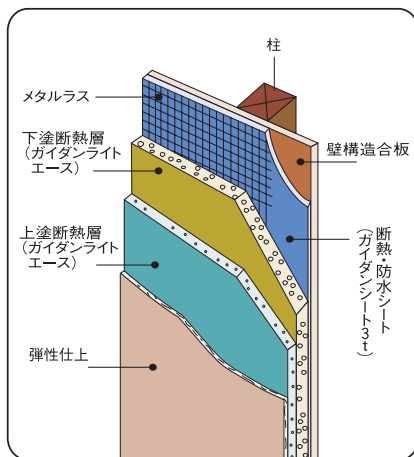 柱
メタルラス
下塗断熱層
(ガイダンライト
エース)
壁構造合板
上塗断熱層
(ガイダンライト
エース)
断熱・防水シート
(ガイダンシート3t)
弾性仕上